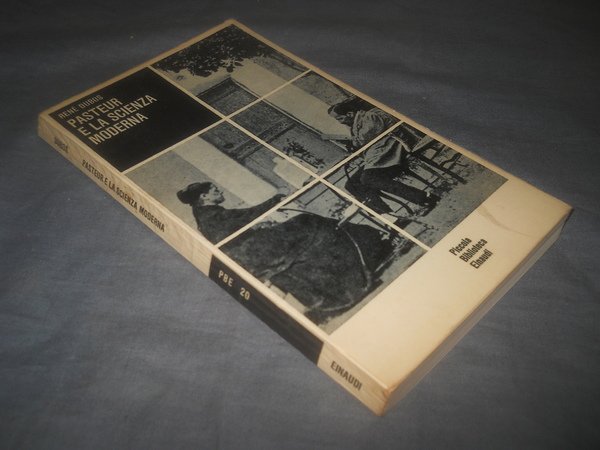 RENÉ DUBOS
PASTEUR
E LA SCIENZA
MODERNA
Piccola
Biblioteca
Einaudi
DUBOS
PASTEUR E LA SCIENZA MODERNA
PBE 20
EINAUDI